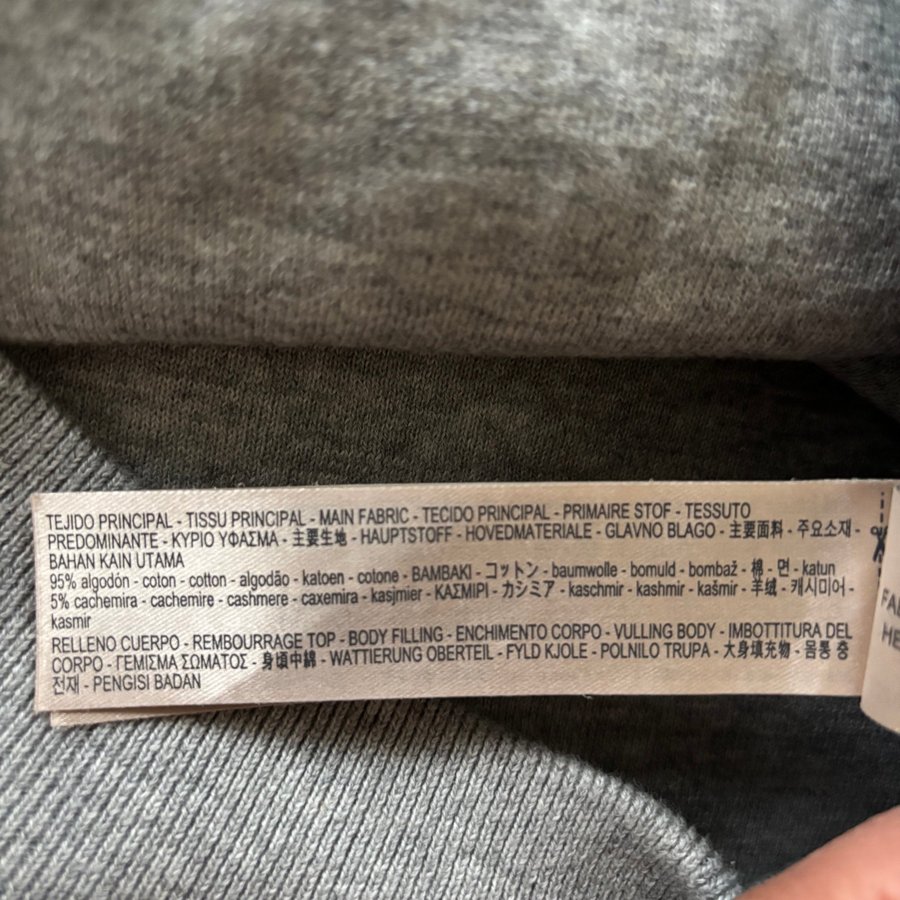 TEJIDO PRINCIPAL - TISSU PRINCIPAL - MAIN FABRIC - TECIDO PRINCIPAL - PRIMAIRE STOF - TESSUTO
PREDOMINANTE - ΚΥΡΙΟ ΥΦΑΣΜΑ - 主要生地 - HAUPTSTOFF - HOVEDMATERIALE - GLAVNO BLAGO - 主要面料 - 주요소재 -
BAHAN KAIN UTAMA
95% algodón - coton - cotton - algodão - katoen - cotone - ΒΑΜΒΑΚΙ - コットン - baumwolle - bomuld - bombaž - 棉 - 면 - katun
5% cachemira - cachemire - cashmere - caxemira - kasjmier - ΚΑΣΜΙΡΙ - カシミア - kaschmir - kashmir - kašmir - 羊绒 - 캐시미어 -
kasmir
RELLENO CUERPO - REMBOURRAGE TOP - BODY FILLING - ENCHIMENTO CORPO - VULLING BODY - IMBOTTITURA DEL
CORPO - ΓΕΜΙΣΜΑ ΣΩΜΑΤΟΣ - 身頃中綿 - WATTIERUNG OBERTEIL - FYLD KJOLE - POLNILO TRUPA - 大身填充物 - 몸통 충
전재 - PENGISI BADAN